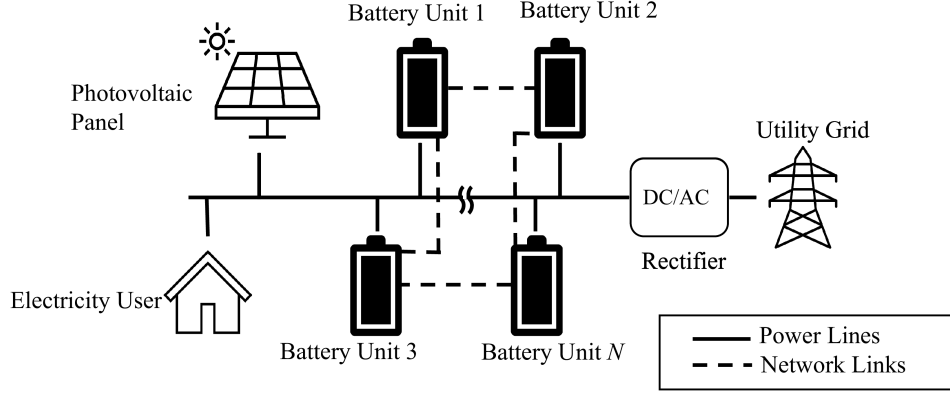 Battery Unit 1
Battery Unit 2
Photovoltaic
Panel
Utility Grid
DC/AC
Rectifier
Electricity User
Battery Unit 3
Battery Unit N
Power Lines
Network Links